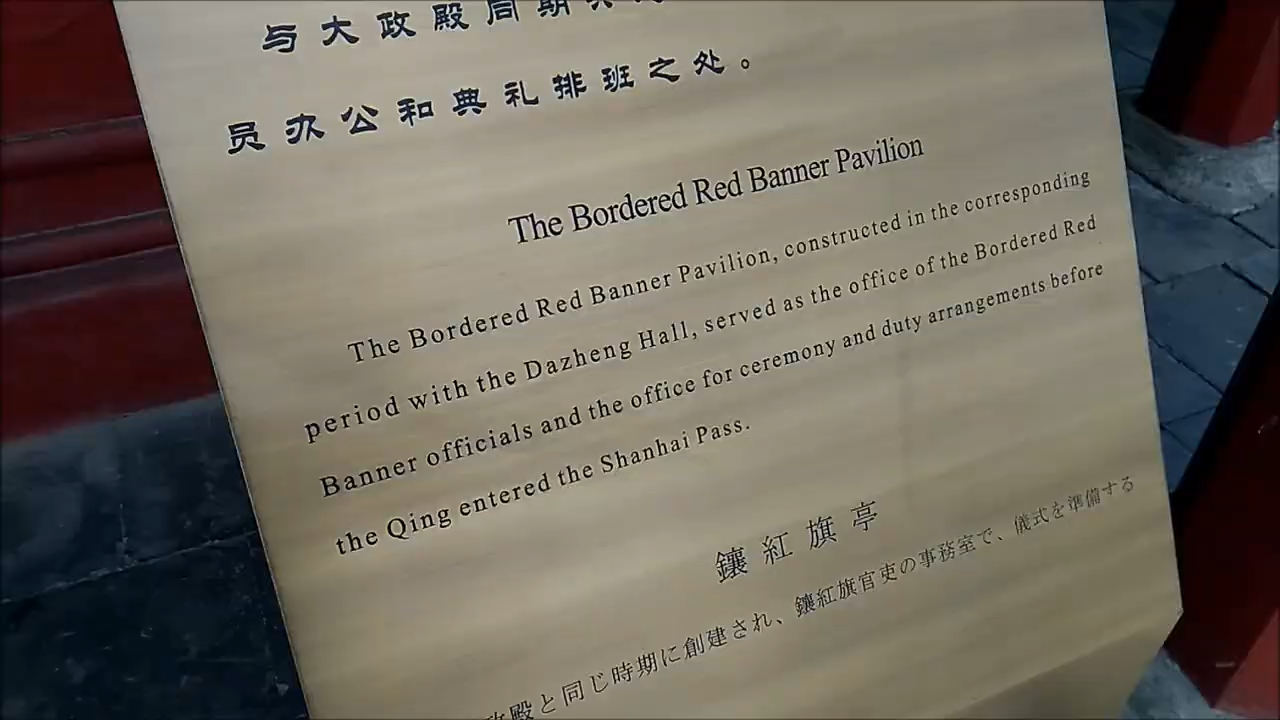 与大政殿同期
员办公和典礼排班之处。
The Bordered Red Banner Pavilion
The Bordered Red Banner Pavilion, constructed in the corresponding
period with the Dazheng Hall, served as the office of the Bordered Red
Banner officials and the office for ceremony and duty arrangements before
the Qing entered the Shanhai Pass.
鑲紅旗亭
政殿と同じ時期に創建され、鑲紅旗官吏の事務室で、儀式を準備する